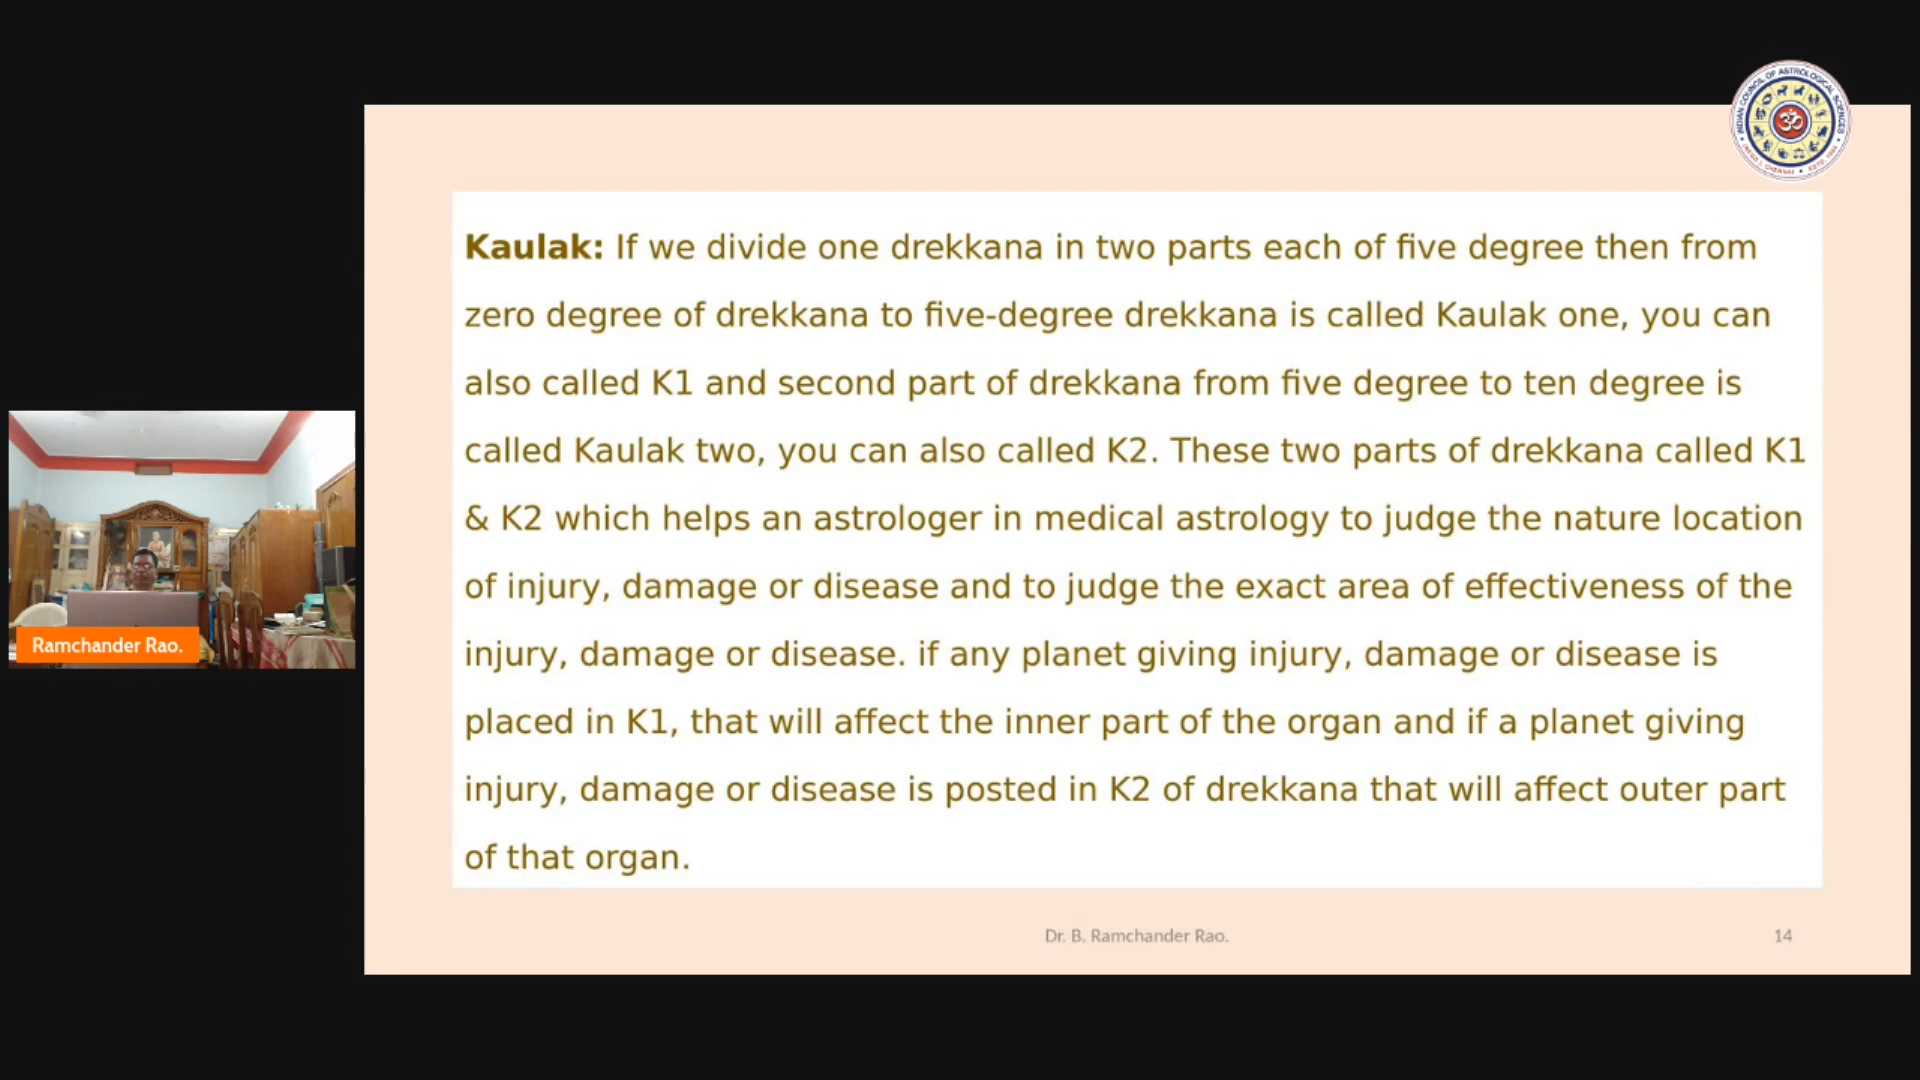 INDIAN COUNCIL OF ASTROLOGICAL SCIENCES
Kaulak: If we divide one drekkana in two parts each of five degree then from
zero degree of drekkana to five-degree drekkana is called Kaulak one, you can
also called K1 and second part of drekkana from five degree to ten degree is
called Kaulak two, you can also called K2. These two parts of drekkana called K1
& K2 which helps an astrologer in medical astrology to judge the nature location
of injury, damage or disease and to judge the exact area of effectiveness of the
injury, damage or disease. if any planet giving injury, damage or disease is
placed in K1, that will affect the inner part of the organ and if a planet giving
injury, damage or disease is posted in K2 of drekkana that will affect outer part
of that organ.
Ramchander Rao.
Dr. B. Ramchander Rao.
14